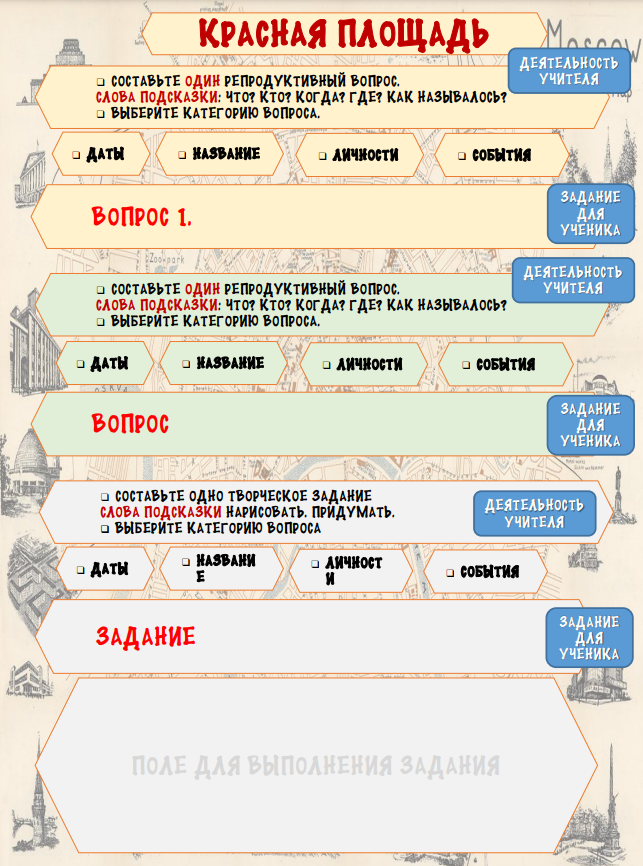 КРАСНАЯ ПЛОЩАДЬ
Moscow
Map
ДЕЯТЕЛЬНОСТЬ
УЧИТЕЛЯ
❑ СОСТАВЬТЕ ОДИН РЕПРОДУКТИВНЫЙ ВОПРОС.
СЛОВА ПОДСКАЗКИ: ЧТО? КТО? КОГДА? ГДЕ? КАК НАЗЫВАЛОСЬ?
❑ ВЫБЕРИТЕ КАТЕГОРИЮ ВОПРОСА.
❑ ДАТЫ ❑ НАЗВАНИЕ ❑ ЛИЧНОСТИ ❑ СОБЫТИЯ
ВОПРОС 1.
ЗАДАНИЕ
ДЛЯ
УЧЕНИКА
Zoopark
ДЕЯТЕЛЬНОСТЬ
УЧИТЕЛЯ
❑ СОСТАВЬТЕ ОДИН РЕПРОДУКТИВНЫЙ ВОПРОС.
СЛОВА ПОДСКАЗКИ: ЧТО? КТО? КОГДА? ГДЕ? КАК НАЗЫВАЛОСЬ?
❑ ВЫБЕРИТЕ КАТЕГОРИЮ ВОПРОСА.
❑ ДАТЫ ❑ НАЗВАНИЕ ❑ ЛИЧНОСТИ ❑ СОБЫТИЯ
ВОПРОС
ЗАДАНИЕ
ДЛЯ
УЧЕНИКА
❑ СОСТАВЬТЕ ОДНО ТВОРЧЕСКОЕ ЗАДАНИЕ
СЛОВА ПОДСКАЗКИ НАРИСОВАТЬ. ПРИДУМАТЬ.
❑ ВЫБЕРИТЕ КАТЕГОРИЮ ВОПРОСА
ДЕЯТЕЛЬНОСТЬ
УЧИТЕЛЯ
❑ ДАТЫ ❑ НАЗВАНИ
Е ❑ ЛИЧНОСТ
И ❑ СОБЫТИЯ
ЗАДАНИЕ
ЗАДАНИЕ
ДЛЯ
УЧЕНИКА
ПОЛЕ ДЛЯ ВЫПОЛНЕНИЯ ЗАДАНИЯ